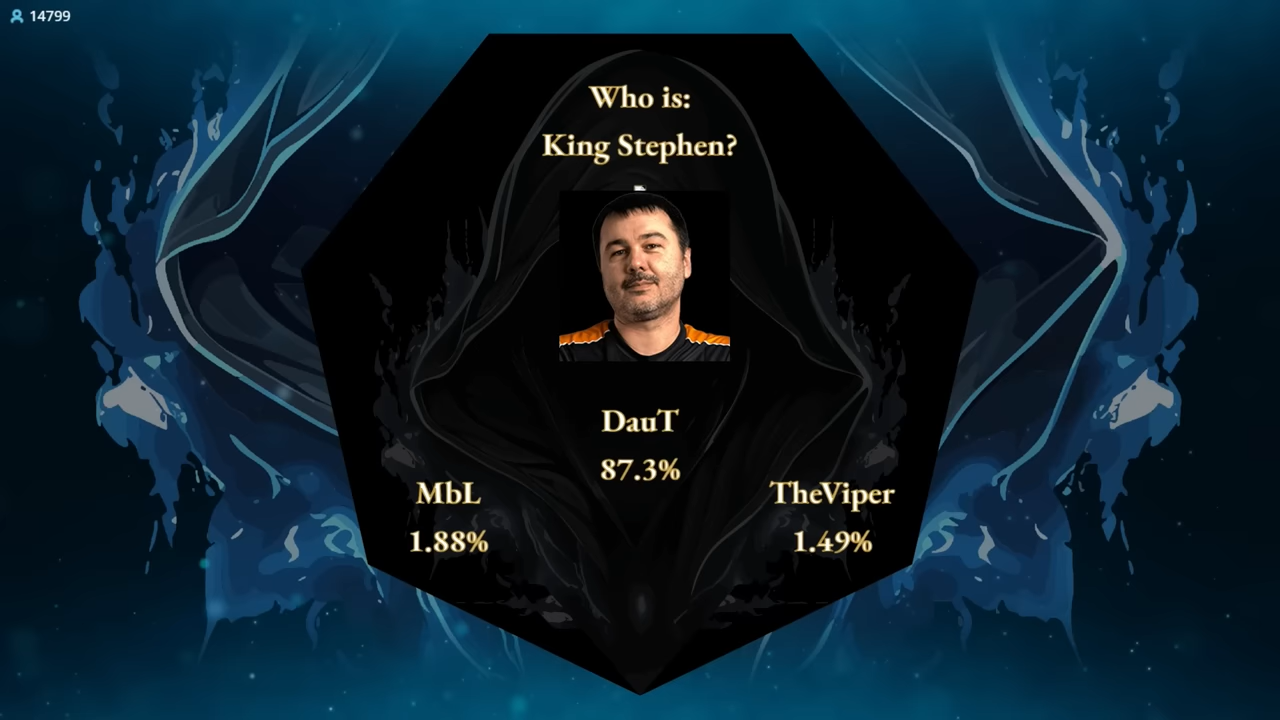 14799
Who is:
King Stephen?
DauT
87.3%
MbL
1.88%
TheViper
1.49%